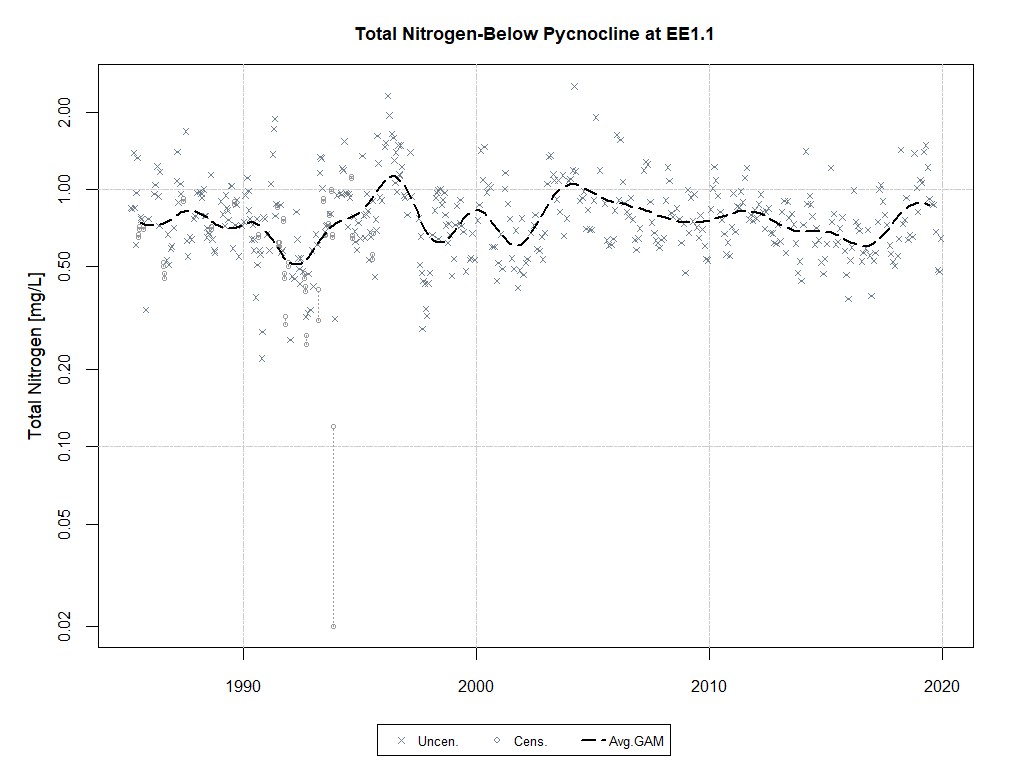 Total Nitrogen-Below Pycnocline at EE1.1
Total Nitrogen [mg/L]
2.00
1.00
0.50
0.20
0.10
0.05
0.02
1990 2000 2010 2020
Uncen. Cens. Avg.GAM